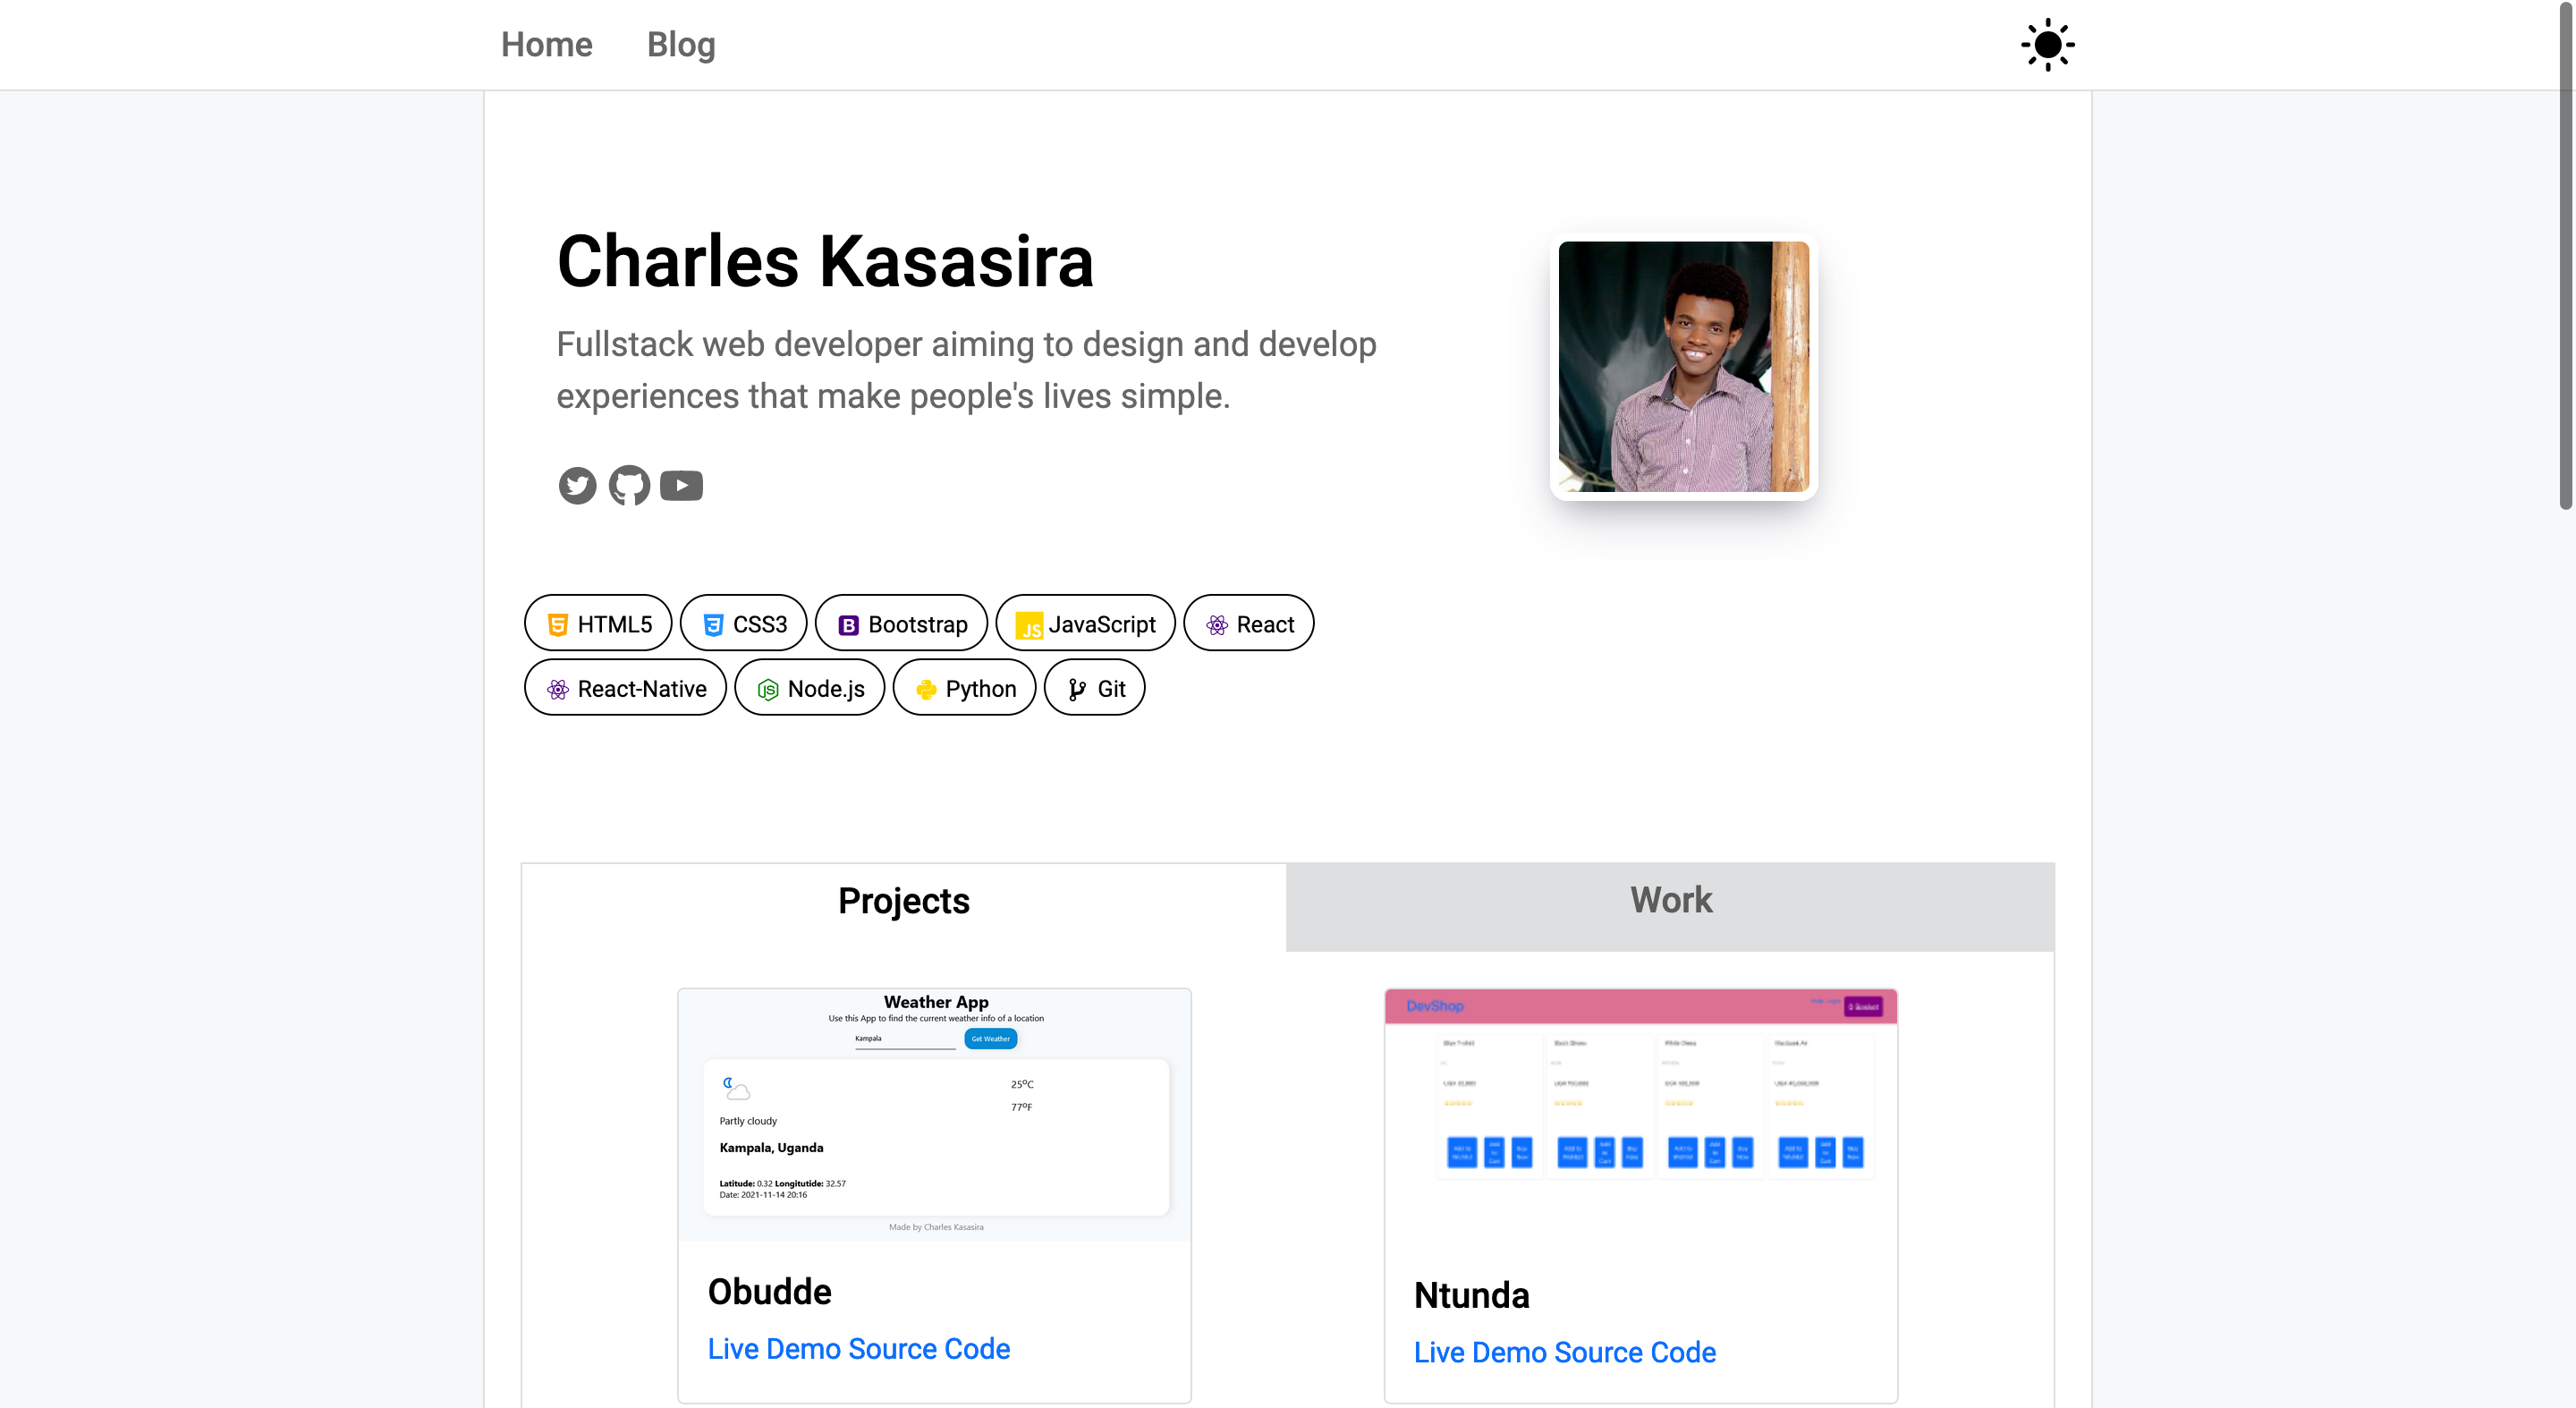 Home Blog
Charles Kasasira
Fullstack web developer aiming to design and develop
experiences that make people's lives simple.
HTML5 CSS3 Bootstrap JS JavaScript React
React-Native Node.js Python Git
Projects Work
Weather App
Use this App to find the current weather info of a location
Kampala Get Weather
25ºC
77ºF
Partly cloudy
Kampala, Uganda
Latitude: 0.32 Longitutide: 32.57
Date: 2021-11-14 20:16
Made by Charles Kasasira
Obudde
Live Demo Source Code
DevShop
Ntunda
Live Demo Source Code